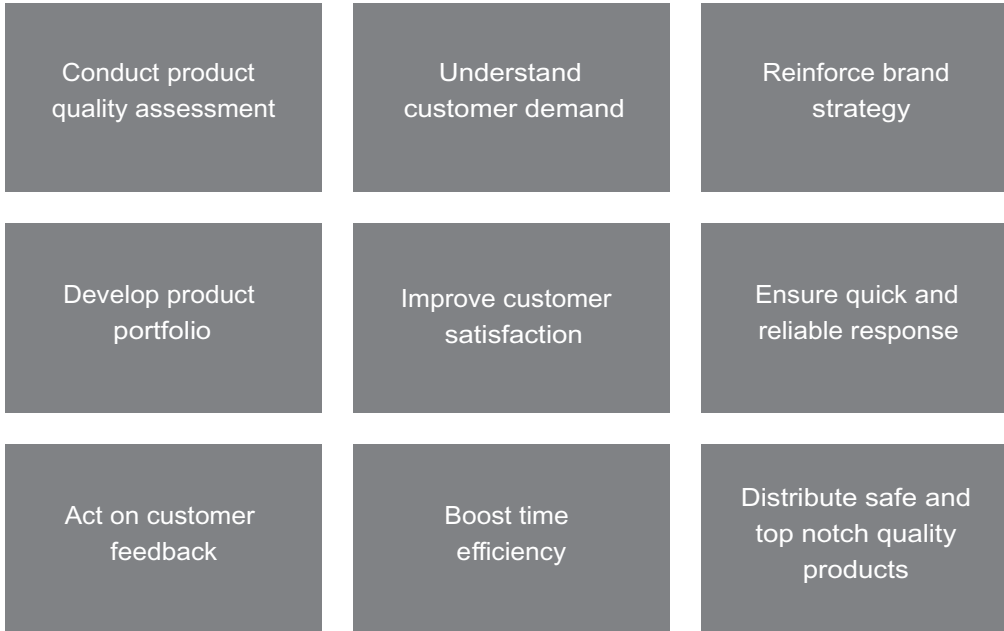 Conduct product
quality assessment
Understand
customer demand
Reinforce brand
strategy
Develop product
portfolio
Improve customer
satisfaction
Ensure quick and
reliable response
Act on customer
feedback
Boost time
efficiency
Distribute safe and
top notch quality
products